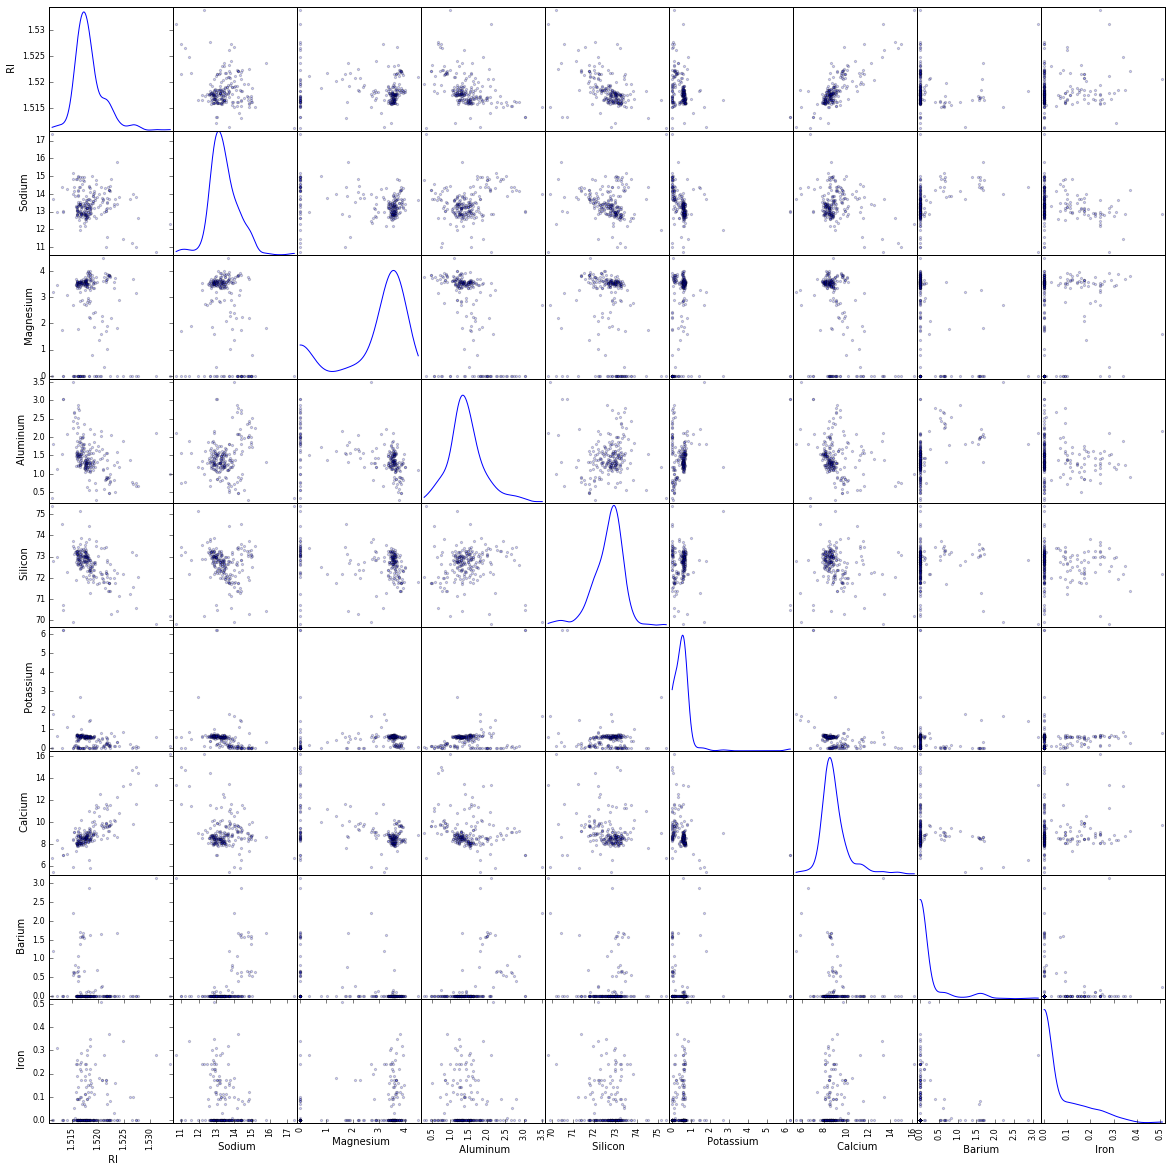 RI
1.53
1.525
1.52
1.515
Sodium
17
16
15
14
13
12
11
Magnesium
4
3
2
1
0
Aluminum
3.5
3.0
2.5
2.0
1.5
1.0
0.5
Silicon
75
74
73
72
71
70
Potassium
6
5
4
3
2
1
0
Calcium
16
14
12
10
8
6
Barium
3.0
2.5
2.0
1.5
1.0
0.5
0.0
Iron
0.5
0.4
0.3
0.2
0.1
0.0
1.515 1.520 1.525 1.530
11 12 13 14 15 16 17
0 1 2 3 4
0.5 1.0 1.5 2.0 2.5 3.0 3.5
70 71 72 73 74 75
0 1 2 3 4 5 6
6 8 10 12 14 16
0.0 0.5 1.0 1.5 2.0 2.5 3.0
0.0 0.1 0.2 0.3 0.4 0.5
RI Sodium Magnesium Aluminum Silicon Potassium Calcium Barium Iron